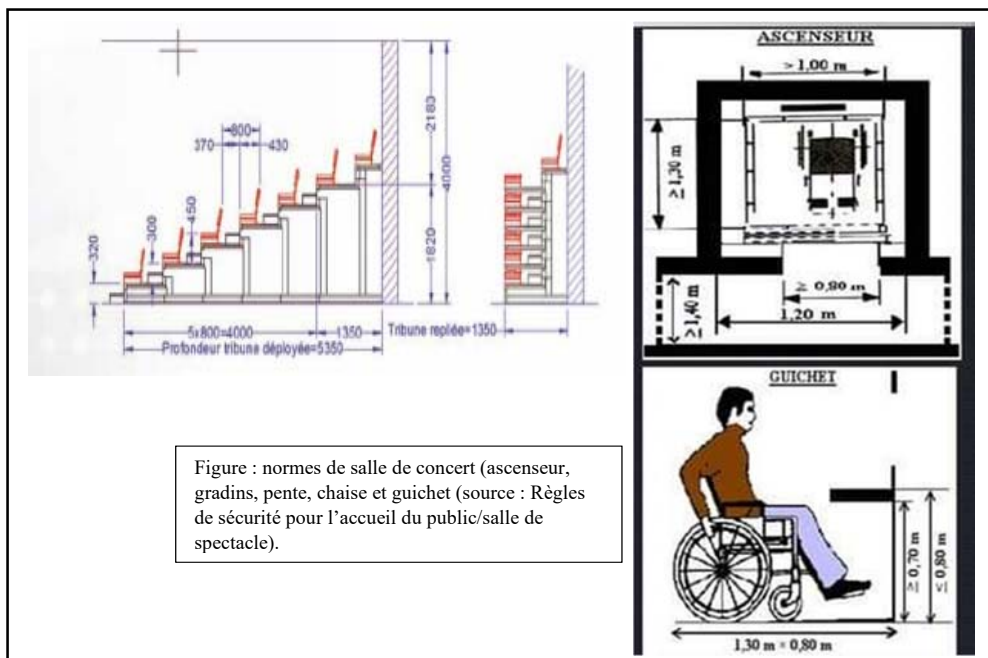 2183
4000
1820
800
370
430
450
300
320
5x800=4000
1350
Profondeur tribune déployée=5350
Tribune repliée=1350
ASCENSEUR
> 1,00 m
≥ 1,30 m
≥ 0,80 m
≥ 1,40 m
1,20 m
GUICHET
≥ 0,70 m
≤ 0,80 m
1,30 m × 0,80 m
Figure : normes de salle de concert (ascenseur,
gradins, pente, chaise et guichet (source : Règles
de sécurité pour l’accueil du public/salle de
spectacle).